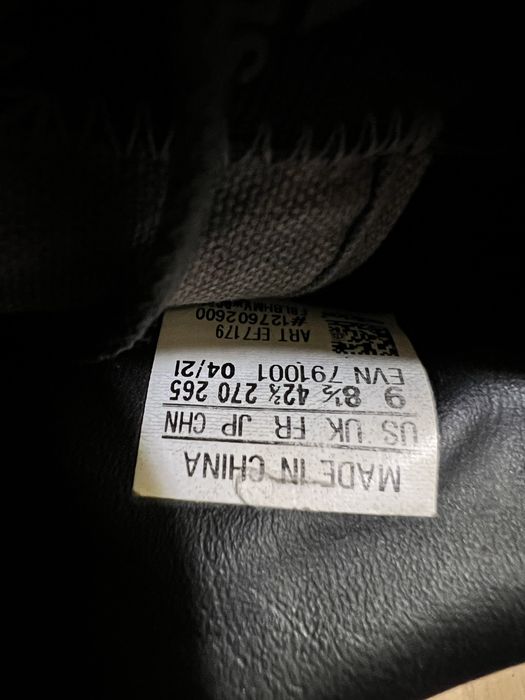 MADE IN CHINA
US UK FR JP CHN
9 8½ 42⅔ 270 265
EVN 791001 04/21
ART EF7179
#127602600